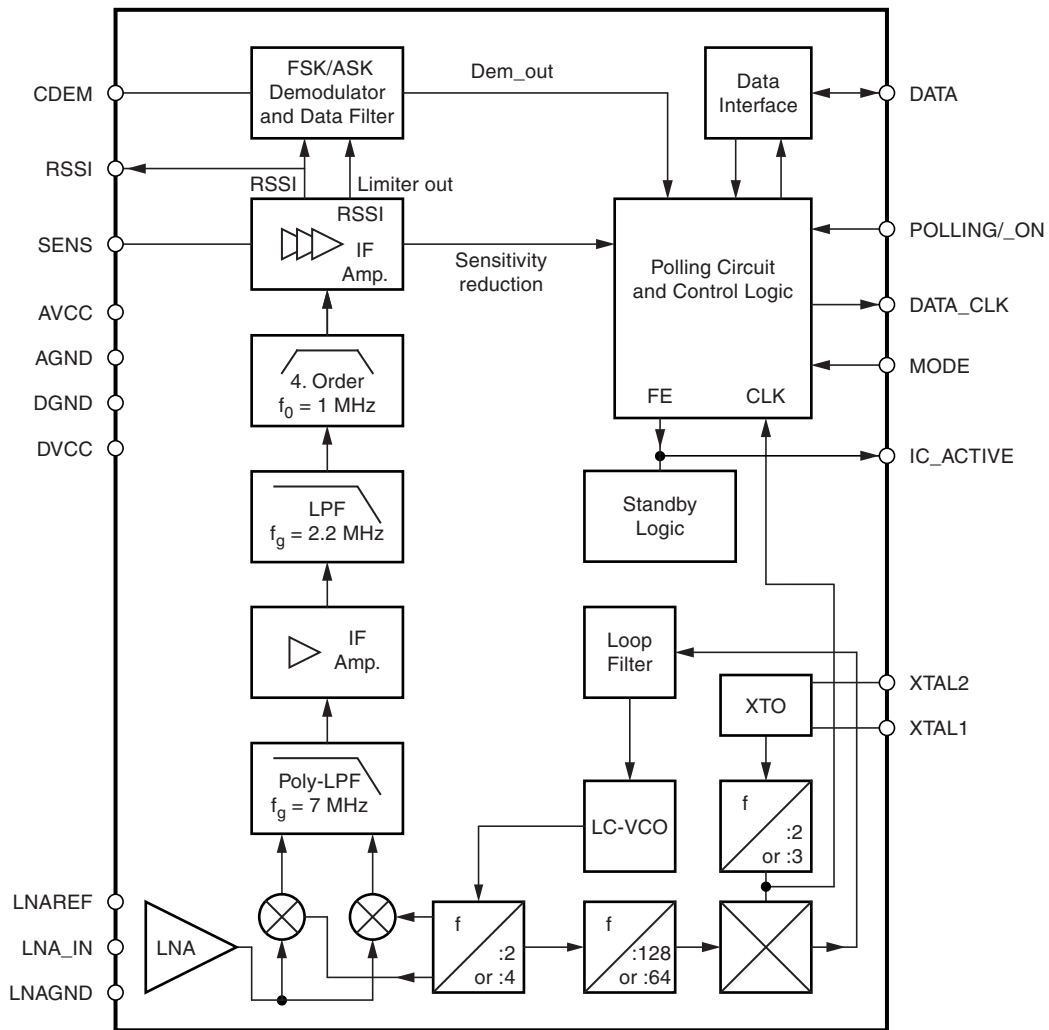 CDEM
RSSI
SENS
AVCC
AGND
DGND
DVCC
LNAREF
LNA_IN
LNAGND
FSK/ASK
Demodulator
and Data Filter
Dem_out
RSSI
Limiter out
RSSI
IF
Amp.
Sensitivity
reduction
4. Order
f0 = 1 MHz
LPF
fg = 2.2 MHz
IF
Amp.
Poly-LPF
fg = 7 MHz
LNA
Data
Interface
Polling Circuit
and Control Logic
FE
CLK
Standby
Logic
Loop
Filter
XTO
LC-VCO
f
:2
or :3
f
:2
or :4
f
:128
or :64
DATA
POLLING/_ON
DATA_CLK
MODE
IC_ACTIVE
XTAL2
XTAL1